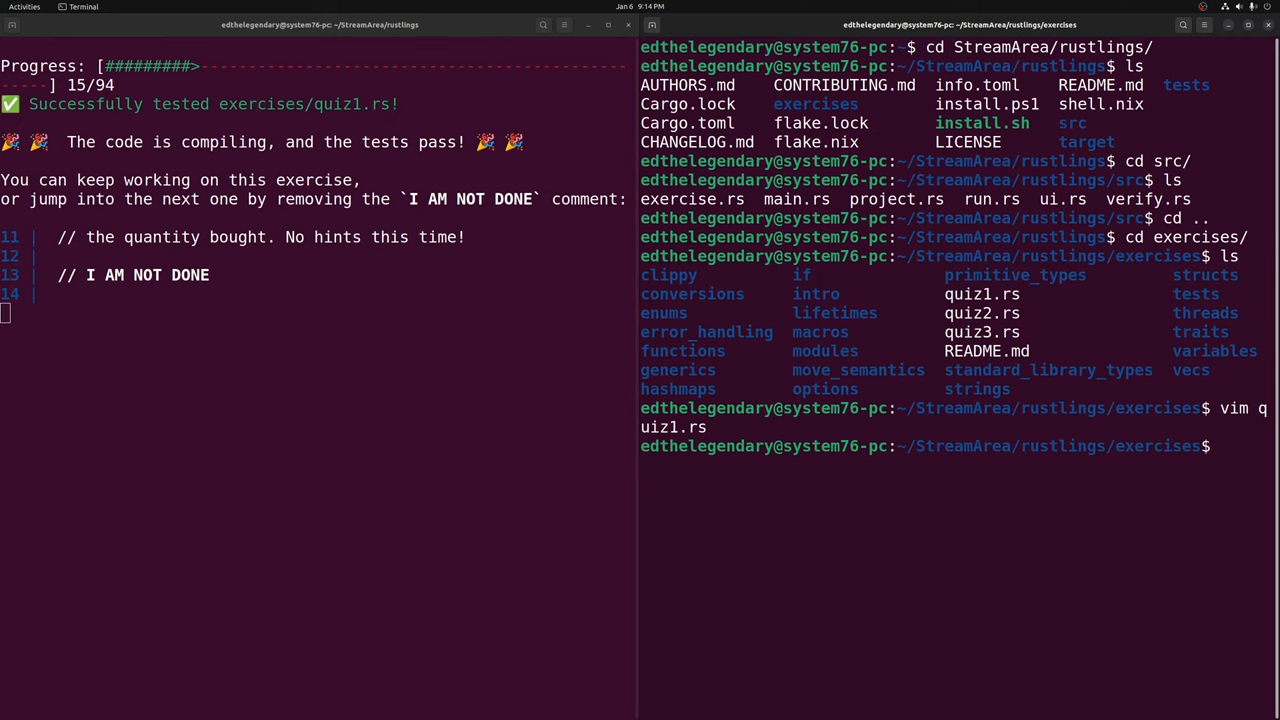 Activities
Terminal
Jan 6 9:14 PM
edthelegendary@system76-pc: ~/StreamArea/rustlings
Progress: [#########>---------------------------------------------
-----] 15/94
✅ Successfully tested exercises/quiz1.rs!
🎉 🎉 The code is compiling, and the tests pass! 🎉 🎉
You can keep working on this exercise,
or jump into the next one by removing the `I AM NOT DONE` comment:
11 | // the quantity bought. No hints this time!
12 |
13 | // I AM NOT DONE
14 |
edthelegendary@system76-pc: ~/StreamArea/rustlings/exercises
edthelegendary@system76-pc:~$ cd StreamArea/rustlings/
edthelegendary@system76-pc:~/StreamArea/rustlings$ ls
AUTHORS.md CONTRIBUTING.md info.toml README.md tests
Cargo.lock exercises install.ps1 shell.nix
Cargo.toml flake.lock install.sh src
CHANGELOG.md flake.nix LICENSE target
edthelegendary@system76-pc:~/StreamArea/rustlings$ cd src/
edthelegendary@system76-pc:~/StreamArea/rustlings/src$ ls
exercise.rs main.rs project.rs run.rs ui.rs verify.rs
edthelegendary@system76-pc:~/StreamArea/rustlings/src$ cd ..
edthelegendary@system76-pc:~/StreamArea/rustlings$ cd exercises/
edthelegendary@system76-pc:~/StreamArea/rustlings/exercises$ ls
clippy if primitive_types structs
conversions intro quiz1.rs tests
enums lifetimes quiz2.rs threads
error_handling macros quiz3.rs traits
functions modules README.md variables
generics move_semantics standard_library_types vecs
hashmaps options strings
edthelegendary@system76-pc:~/StreamArea/rustlings/exercises$ vim q
uiz1.rs
edthelegendary@system76-pc:~/StreamArea/rustlings/exercises$